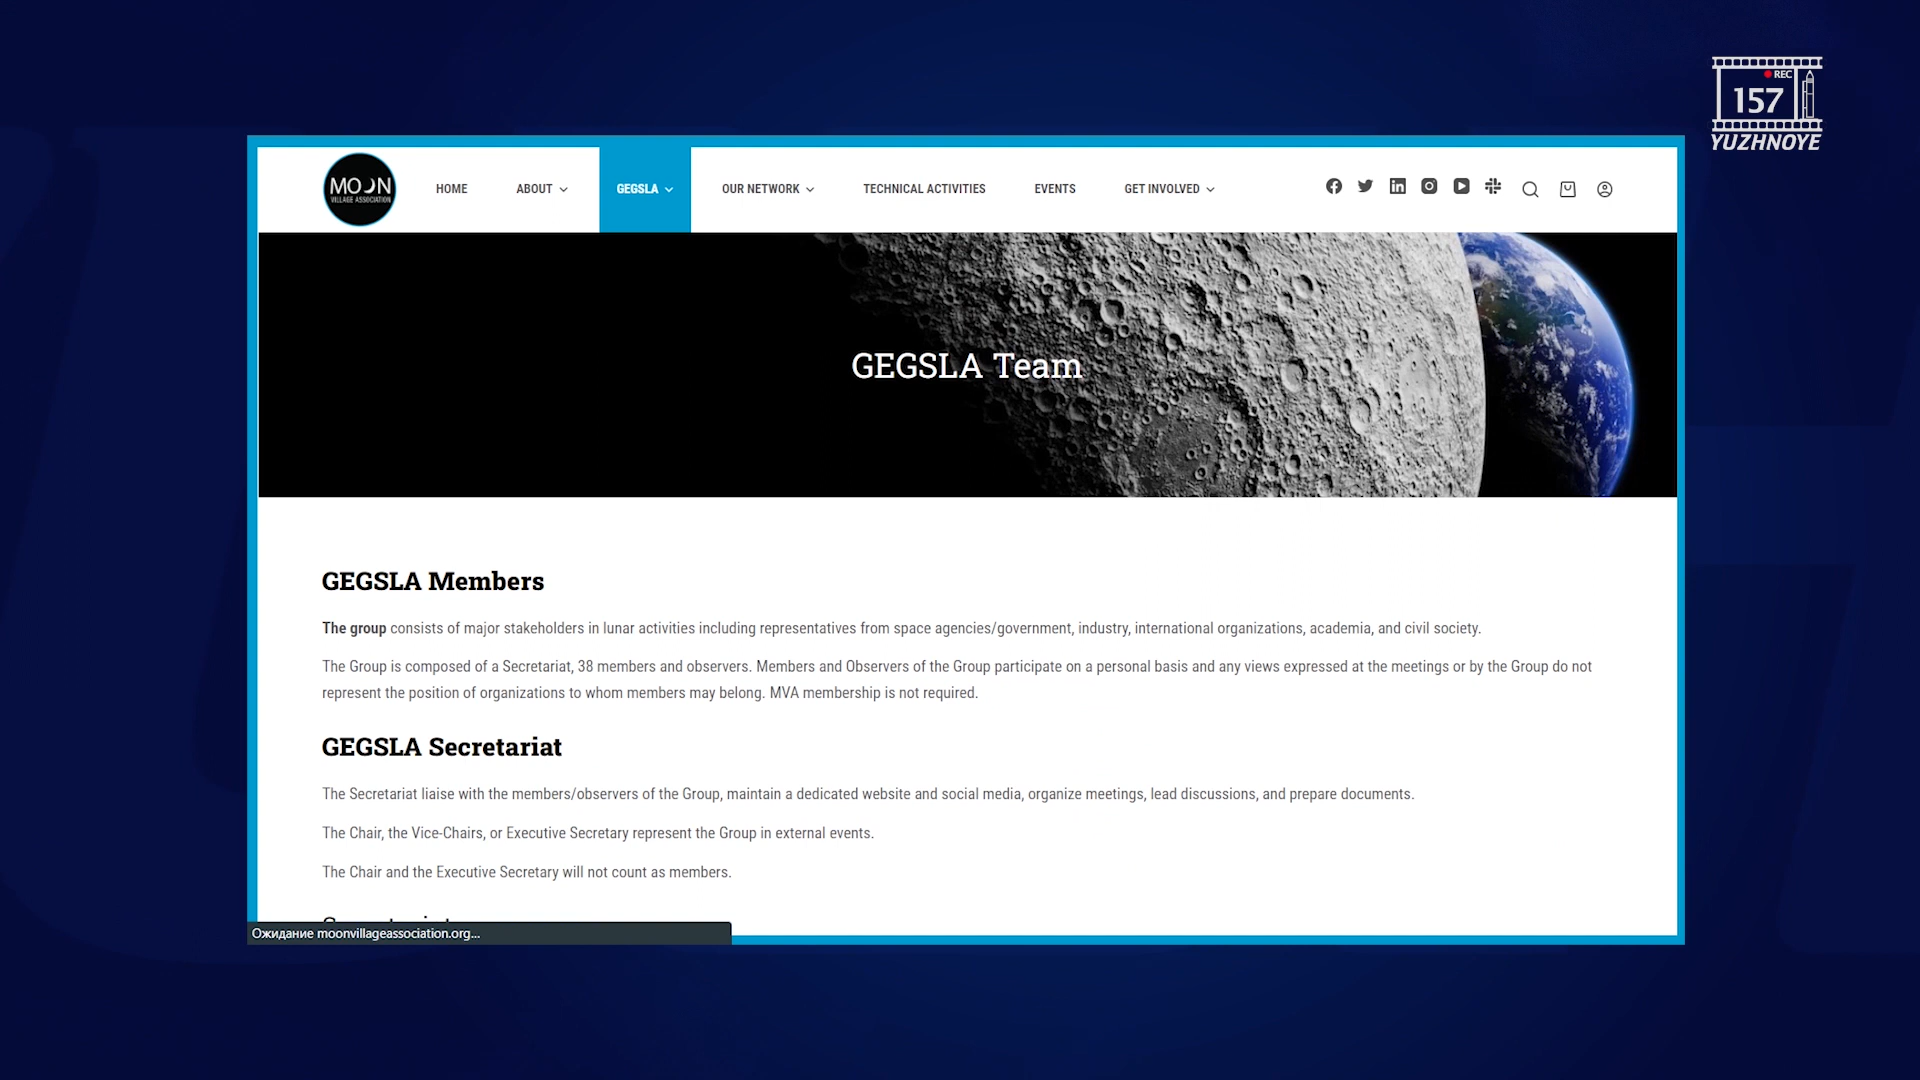 REC
157
YUZHNOYE
MOON
VILLAGE ASSOCIATION
HOME
ABOUT
GEGSLA
OUR NETWORK
TECHNICAL ACTIVITIES
EVENTS
GET INVOLVED
GEGSLA Team
GEGSLA Members
The group consists of major stakeholders in lunar activities including representatives from space agencies/government, industry, international organizations, academia, and civil society.
The Group is composed of a Secretariat, 38 members and observers. Members and Observers of the Group participate on a personal basis and any views expressed at the meetings or by the Group do not
represent the position of organizations to whom members may belong. MVA membership is not required.
GEGSLA Secretariat
The Secretariat liaise with the members/observers of the Group, maintain a dedicated website and social media, organize meetings, lead discussions, and prepare documents.
The Chair, the Vice-Chairs, or Executive Secretary represent the Group in external events.
The Chair and the Executive Secretary will not count as members.
Ожидание moonvillageassociation.org...